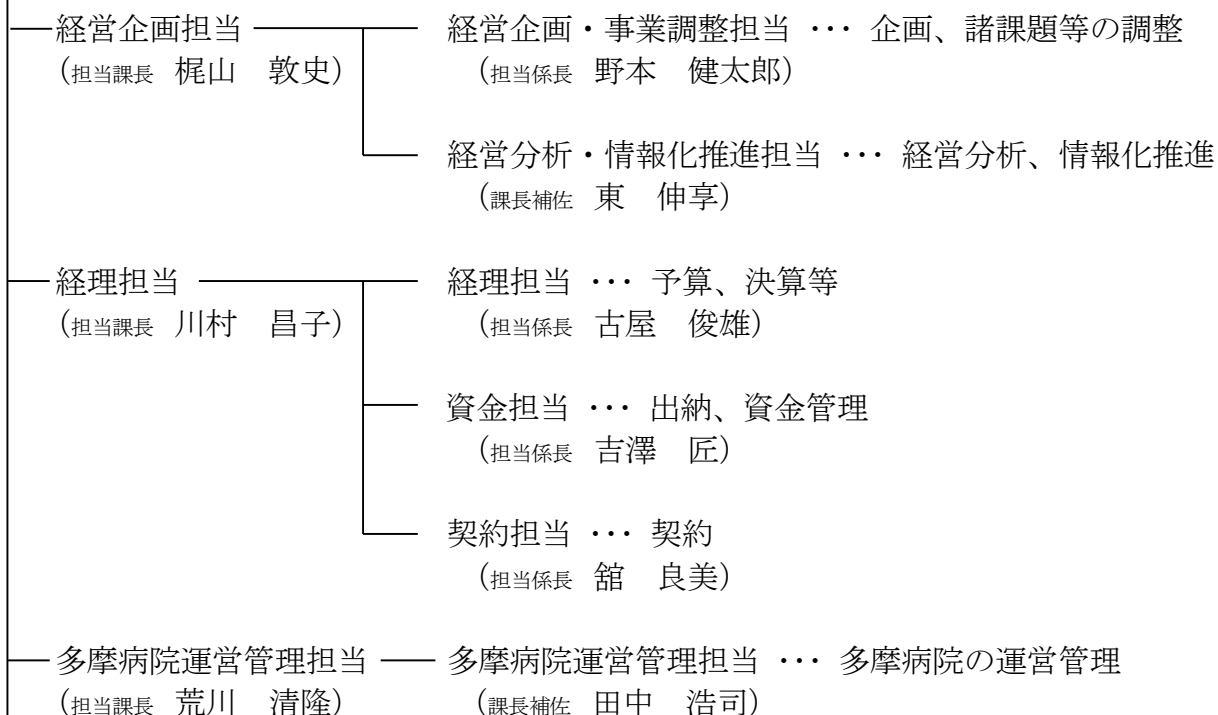 経営企画担当 経営企画・事業調整担当 ・・・ 企画、諸課題等の調整
(担当課長 梶山 敦史) (担当係長 野本 健太郎)
経営分析・情報化推進担当 ・・・ 経営分析、情報化推進
(課長補佐 東 伸享)
経理担当 経理担当 ・・・ 予算、決算等
(担当課長 川村 昌子) (担当係長 古屋 俊雄)
資金担当 ・・・ 出納、資金管理
(担当係長 吉澤 匠)
契約担当 ・・・ 契約
(担当係長 舘 良美)
多摩病院運営管理担当 多摩病院運営管理担当 ・・・ 多摩病院の運営管理
(担当課長 荒川 清隆) (課長補佐 田中 浩司)